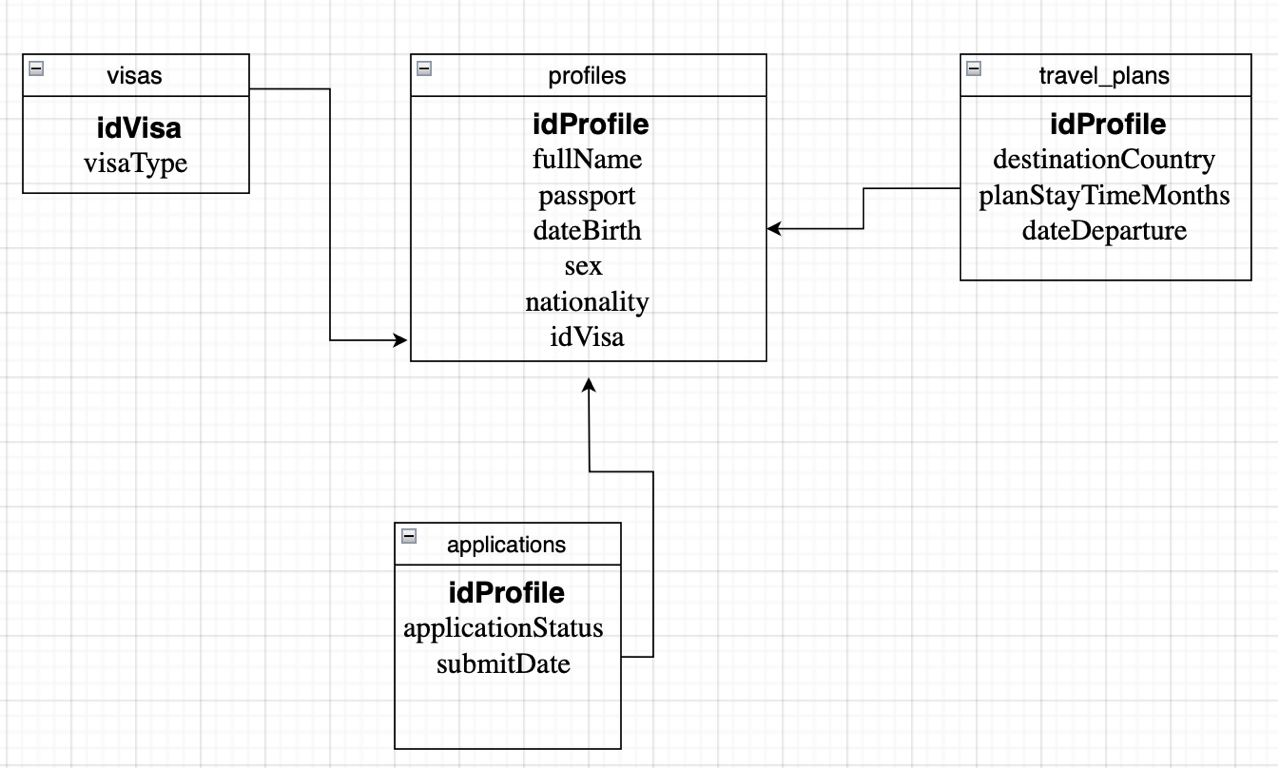 visas
idVisa
visaType
profiles
idProfile
fullName
passport
dateBirth
sex
nationality
idVisa
travel_plans
idProfile
destinationCountry
planStayTimeMonths
dateDeparture
applications
idProfile
applicationStatus
submitDate